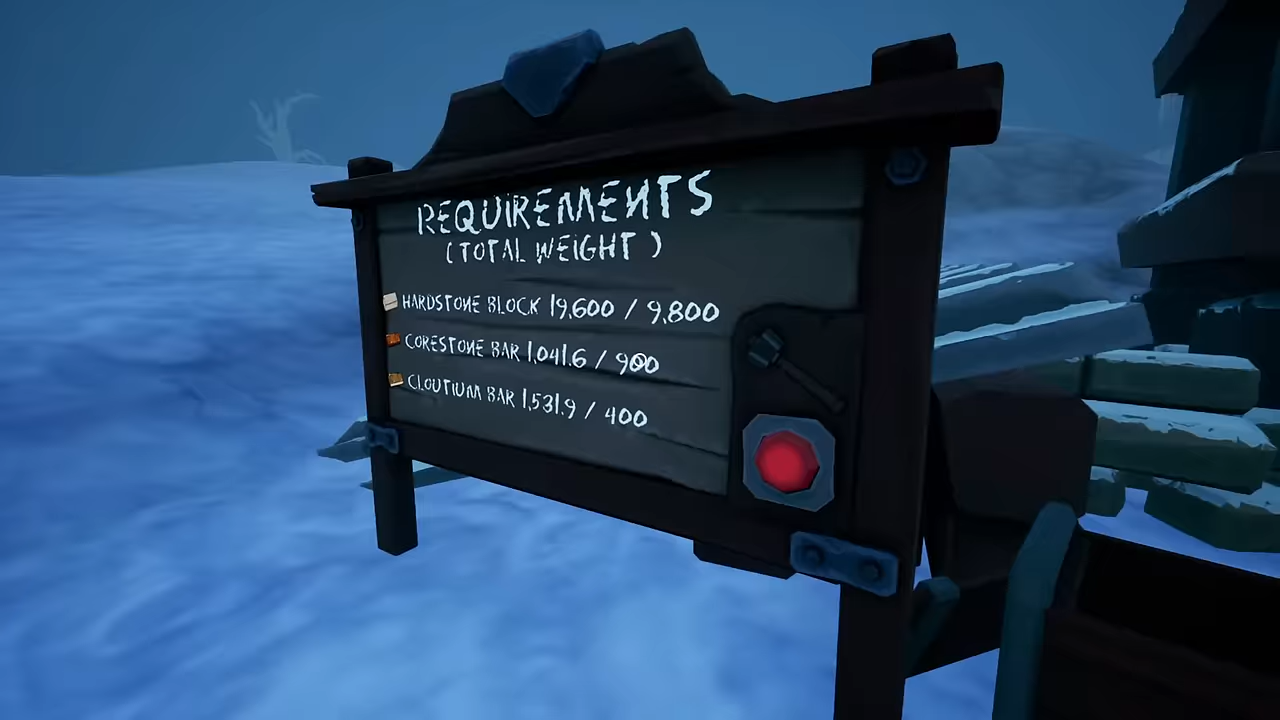 REQUIREMENTS
(TOTAL WEIGHT )
HARDSTONE BLOCK 19,600 / 9,800
CORESTONE BAR 1,041.6 / 900
CLOUTIUM BAR 1,531.9 / 400